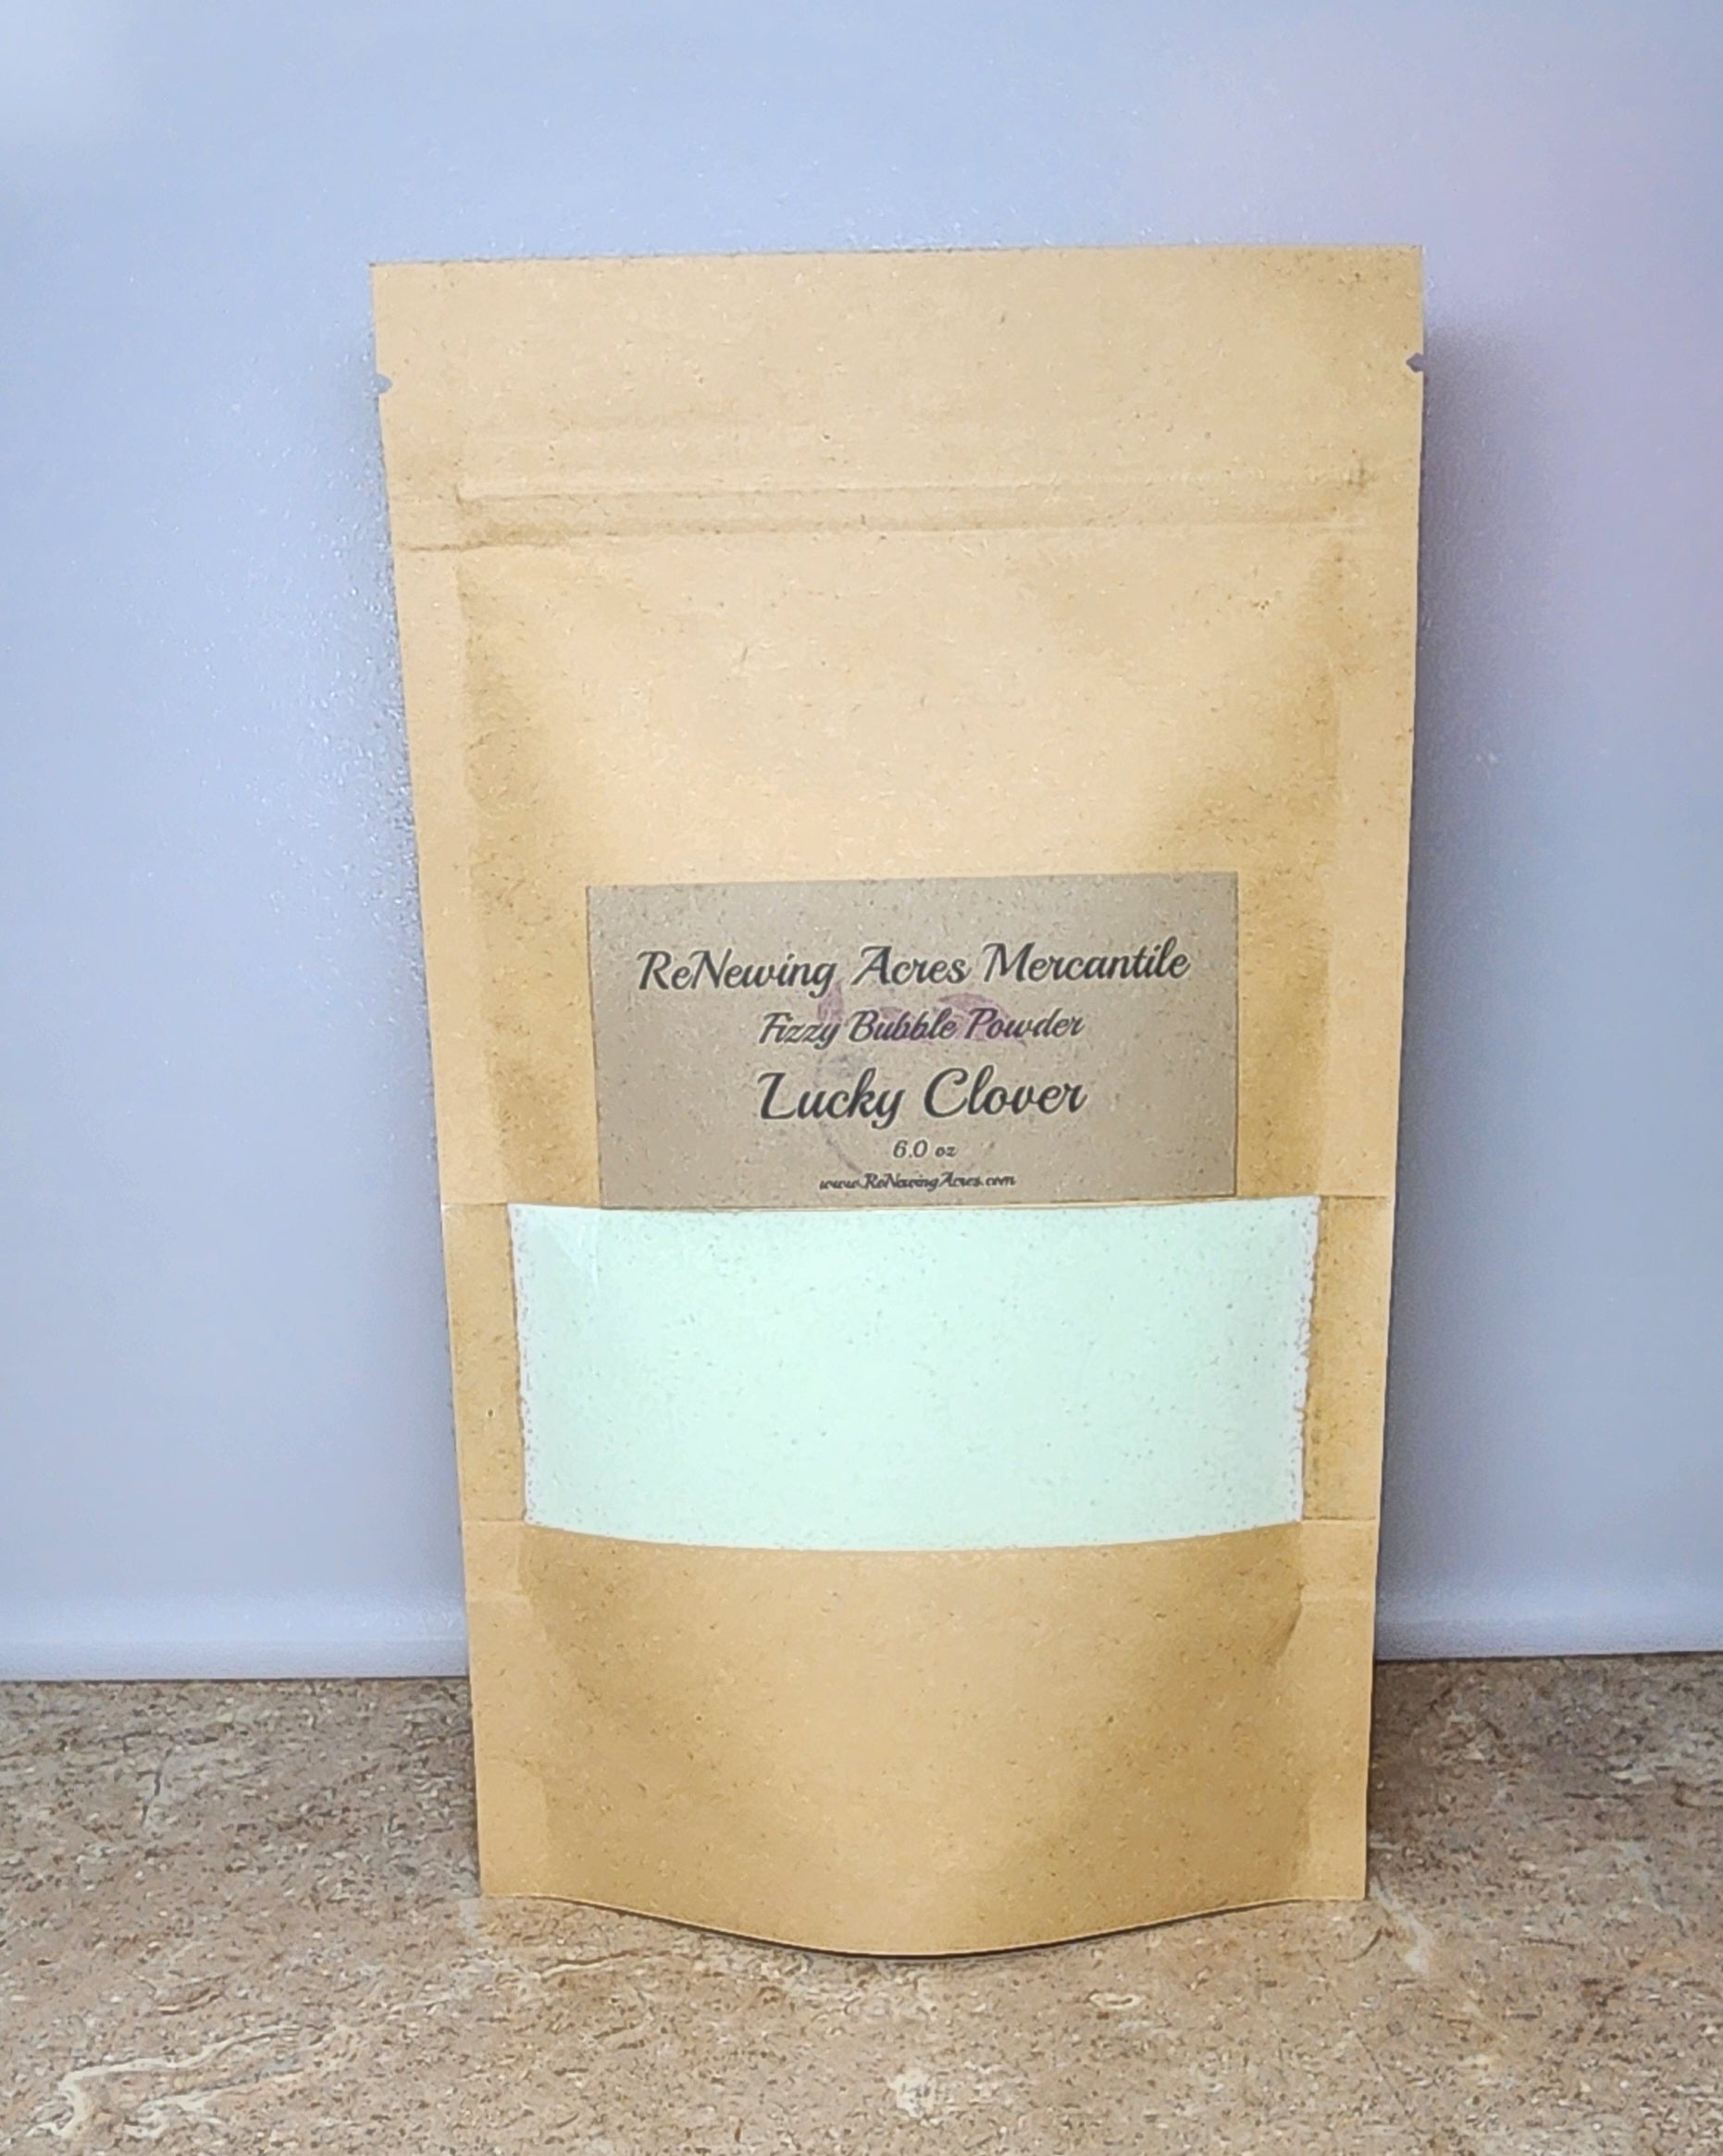 ReNewing Acres Mercantile
Fizzy Bubble Powder
Lucky Clover
6.0 oz
www.ReNewingAcres.com